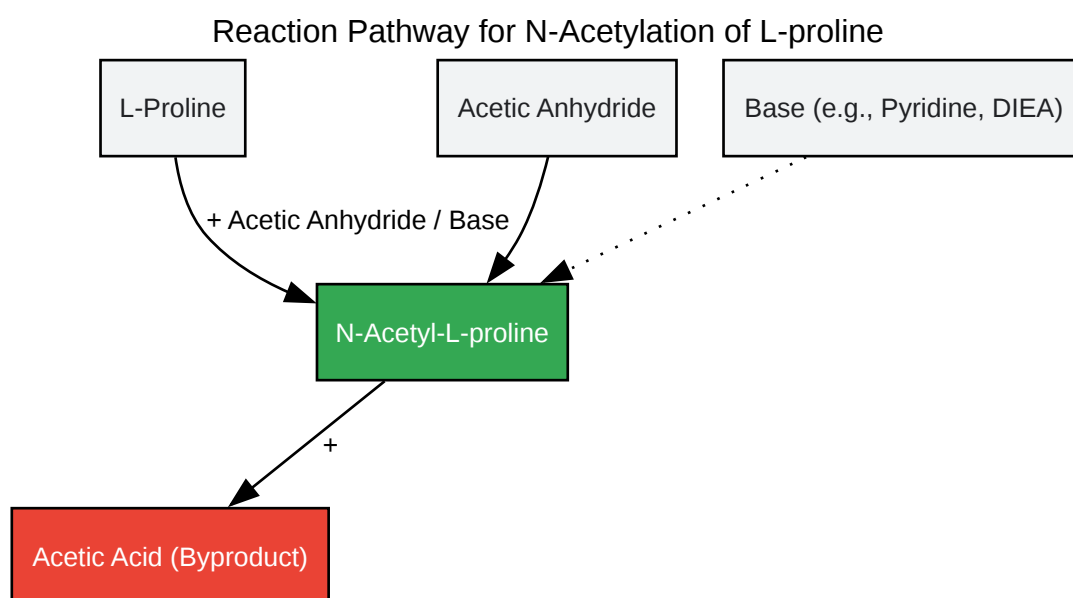 Reaction Pathway for N-Acetylation of L-proline
L-Proline
Acetic Anhydride
Base (e.g., Pyridine, DIEA)
+ Acetic Anhydride / Base
N-Acetyl-L-proline
+
Acetic Acid (Byproduct)